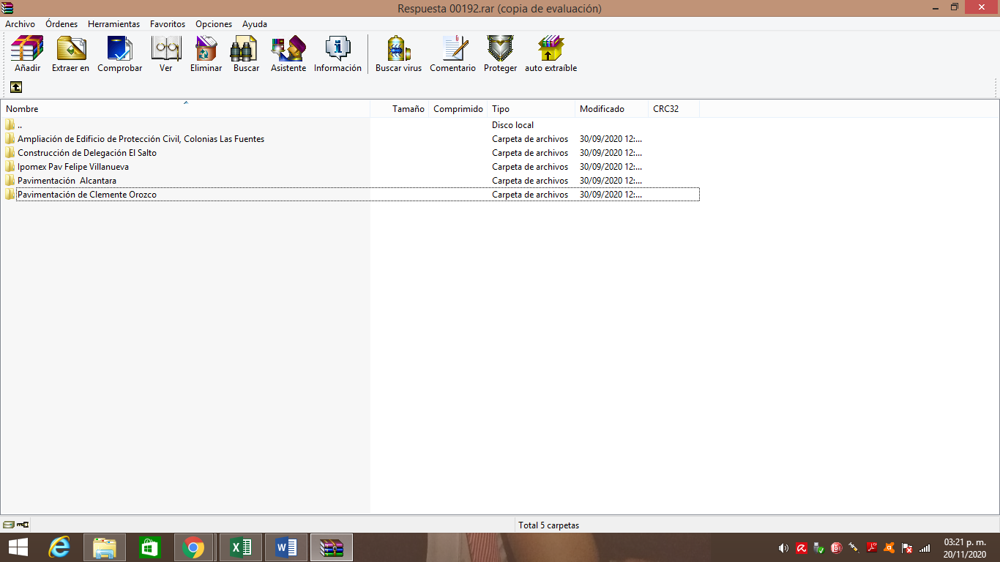 Respuesta 00192.rar (copia de evaluación)
Archivo Órdenes Herramientas Favoritos Opciones Ayuda
Añadir Extraer en Comprobar Ver Eliminar Buscar Asistente Información Buscar virus Comentario Proteger auto extraíble
Nombre Tamaño Comprimido Tipo Modificado CRC32
.. Disco local
Ampliación de Edificio de Protección Civil, Colonias Las Fuentes Carpeta de archivos 30/09/2020 12:...
Construcción de Delegación El Salto Carpeta de archivos 30/09/2020 12:...
Ipomex Pav Felipe Villanueva Carpeta de archivos 30/09/2020 12:...
Pavimentación  Alcantara Carpeta de archivos 30/09/2020 12:...
Pavimentación de Clemente Orozco Carpeta de archivos 30/09/2020 12:...
Total 5 carpetas
03:21 p. m.
20/11/2020